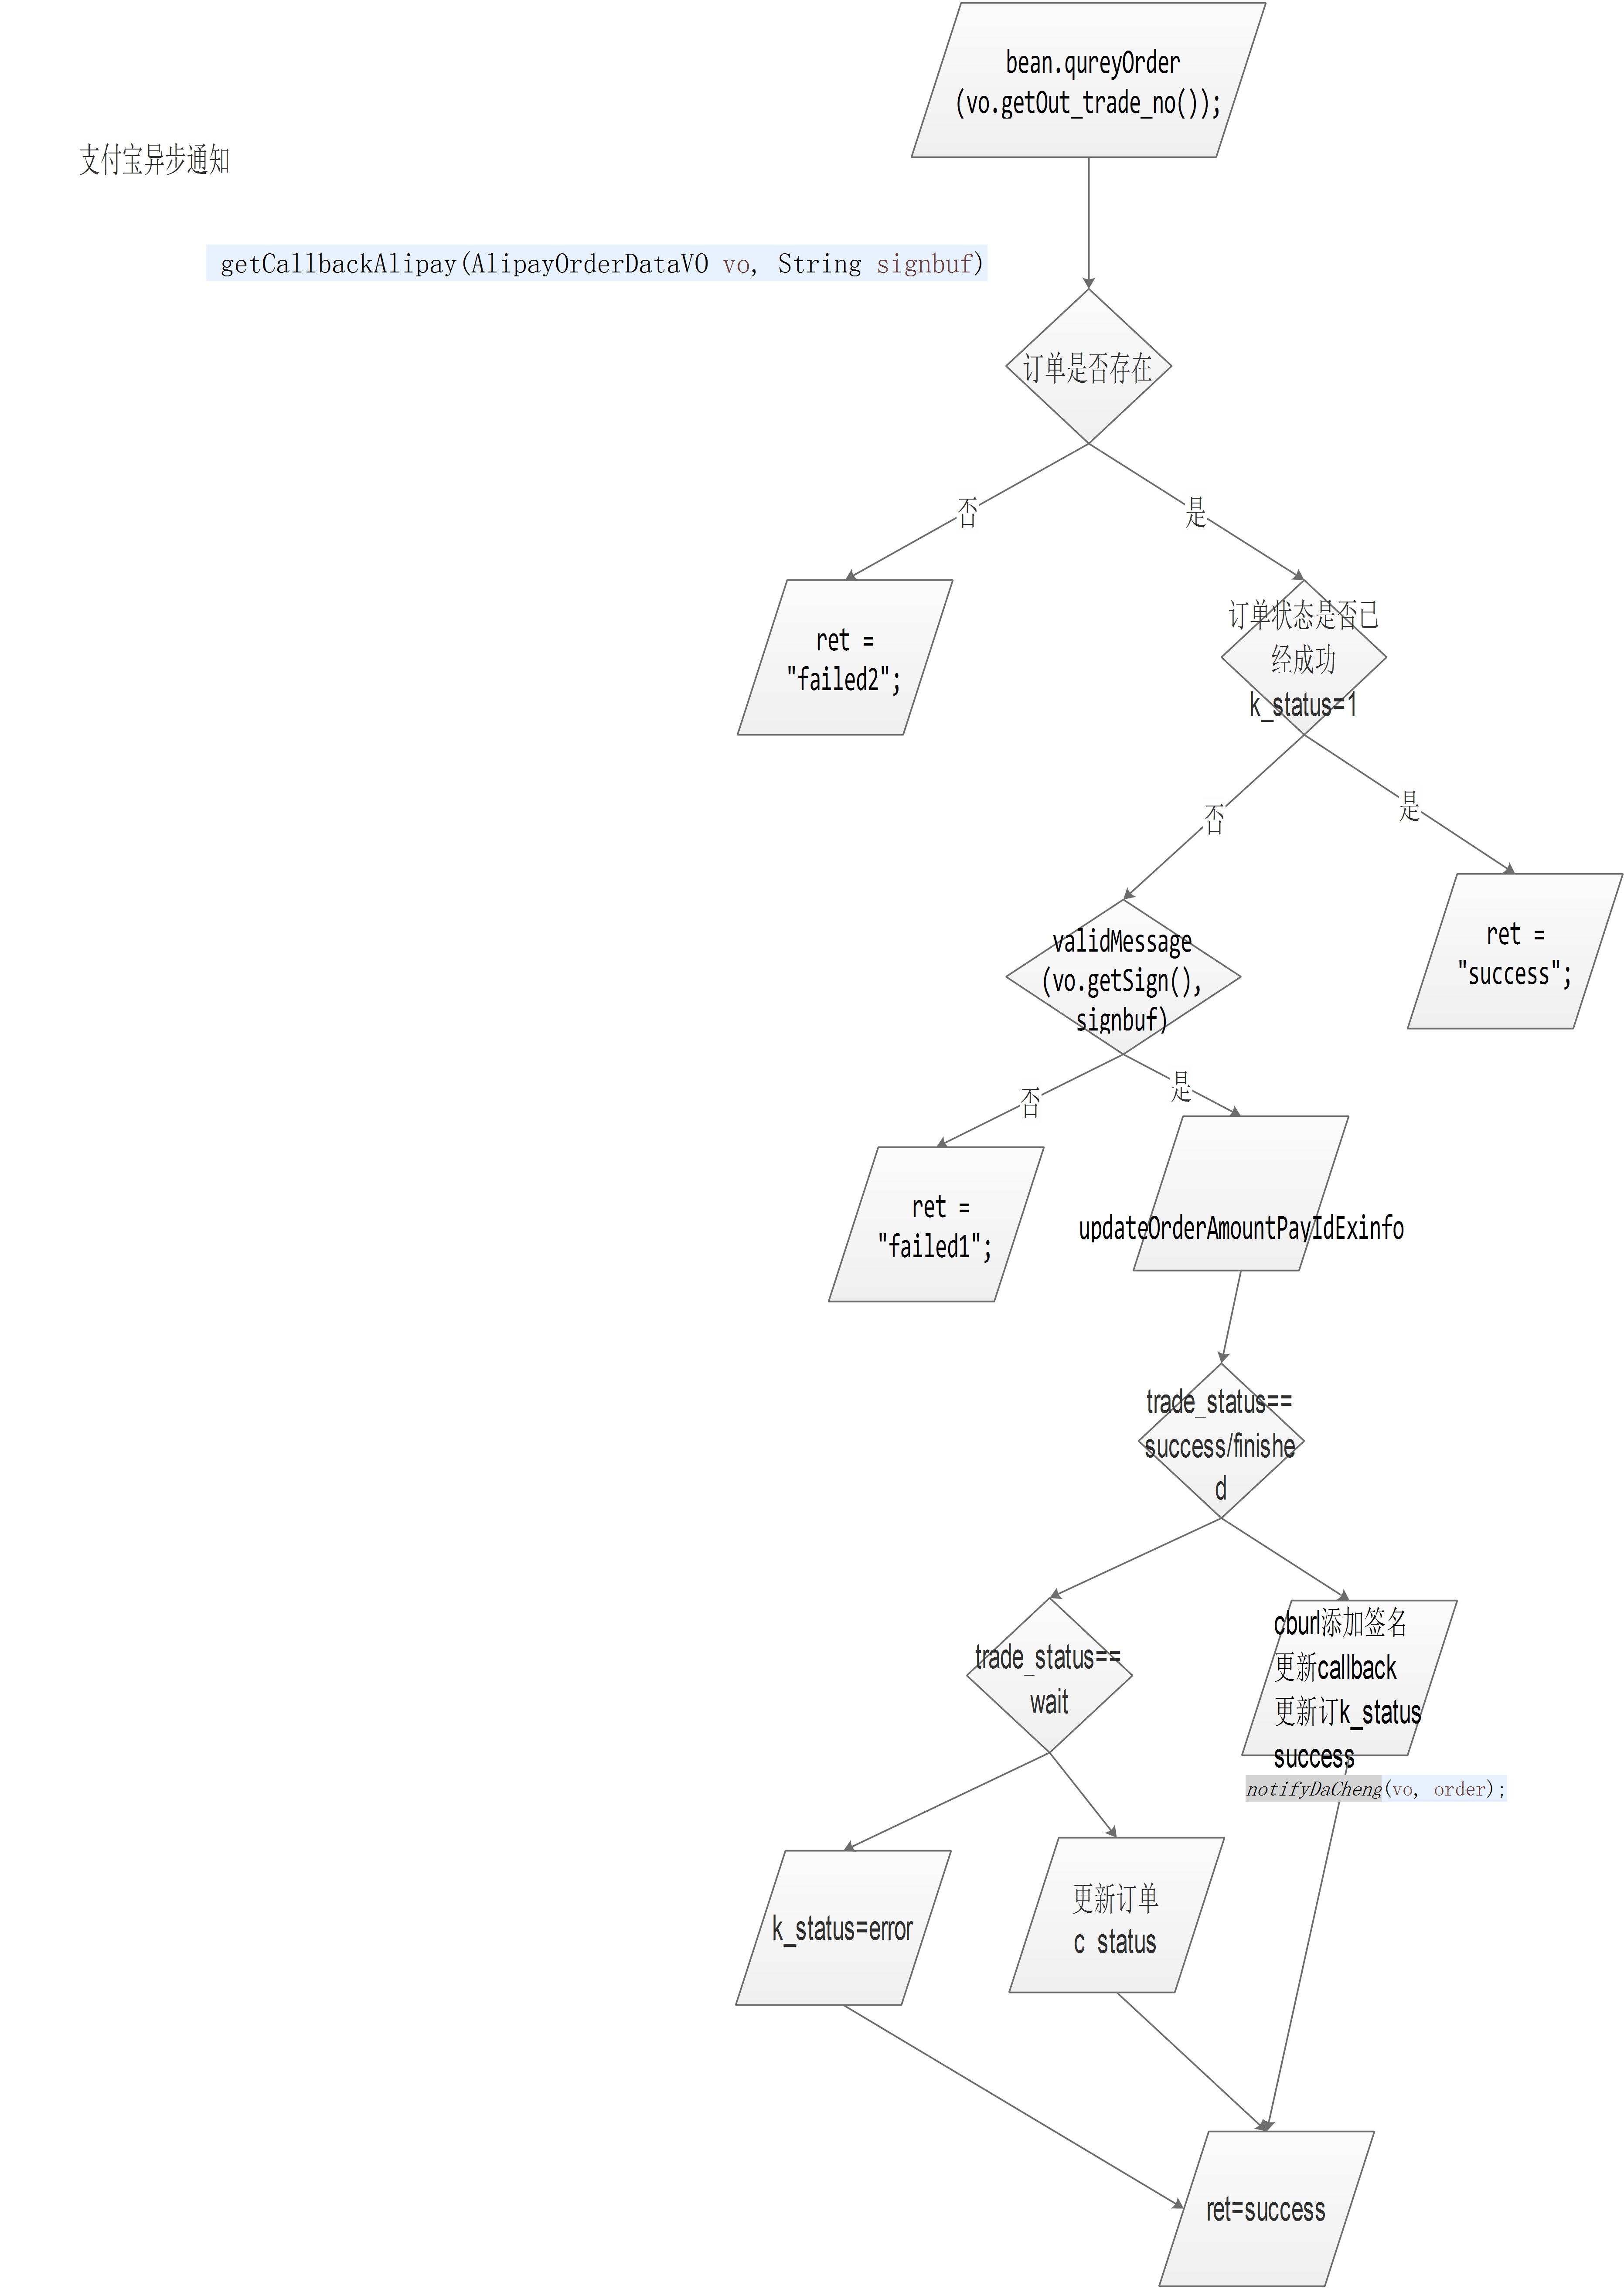 bean.qureyOrder
(vo.getOut_trade_no());
支付宝异步通知
getCallbackAlipay(AlipayOrderDataVO vo, String signbuf)
订单是否存在
否
是
ret =
"failed2";
订单状态是否已
经成功
k_status=1
否
是
ret =
"success";
validMessage
(vo.getSign(),
signbuf)
否
是
ret =
"failed1";
updateOrderAmountPayIdExinfo
trade_status==
success/finishe
d
trade_status==
wait
cburl添加签名
更新callback
更新订k_status
success
notifyDaCheng(vo, order);
k_status=error
更新订单
c_status
ret=success